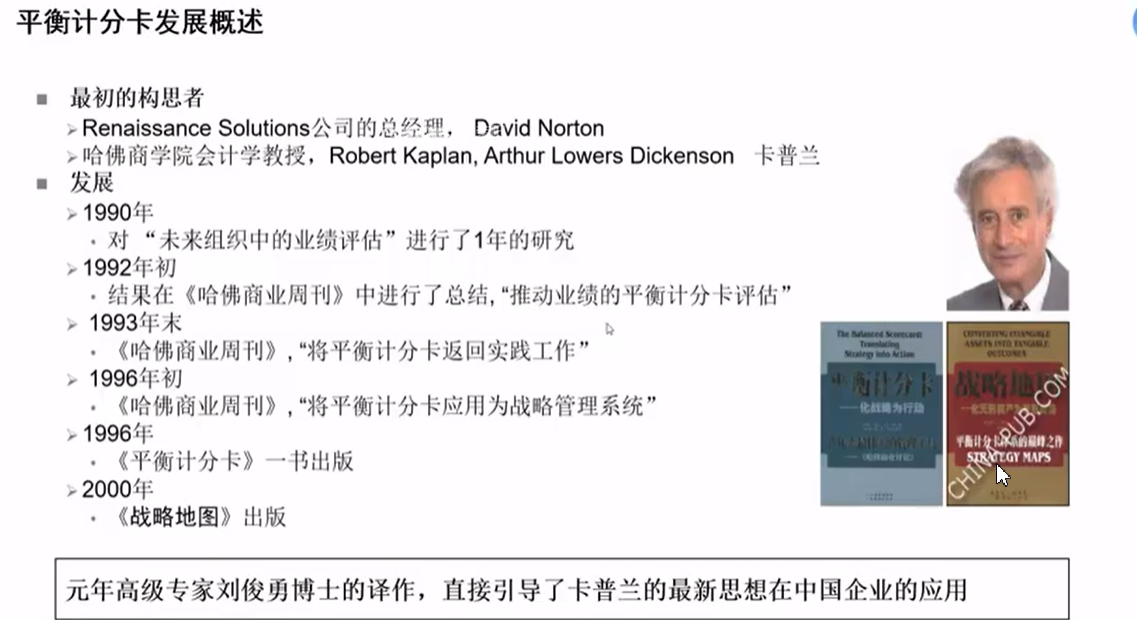 平衡计分卡发展概述
最初的构思者
Renaissance Solutions公司的总经理， David Norton
哈佛商学院会计学教授，Robert Kaplan, Arthur Lowers Dickenson 卡普兰
发展
1990年
对 “未来组织中的业绩评估”进行了1年的研究
1992年初
结果在《哈佛商业周刊》中进行了总结, “推动业绩的平衡计分卡评估”
1993年末
《哈佛商业周刊》, “将平衡计分卡返回实践工作”
1996年初
《哈佛商业周刊》, “将平衡计分卡应用为战略管理系统”
1996年
《平衡计分卡》一书出版
2000年
《战略地图》出版
The Balanced Scorecard:
Translating
Strategy into Action
平衡计分卡
——化战略为行动
CONVERTING INTANGIBLE
ASSETS INTO TANGIBLE
OUTCOMES
战略地图
平衡计分卡体系的巅峰之作
STRATEGY MAPS
CHINA-PUB.COM
元年高级专家刘俊勇博士的译作，直接引导了卡普兰的最新思想在中国企业的应用